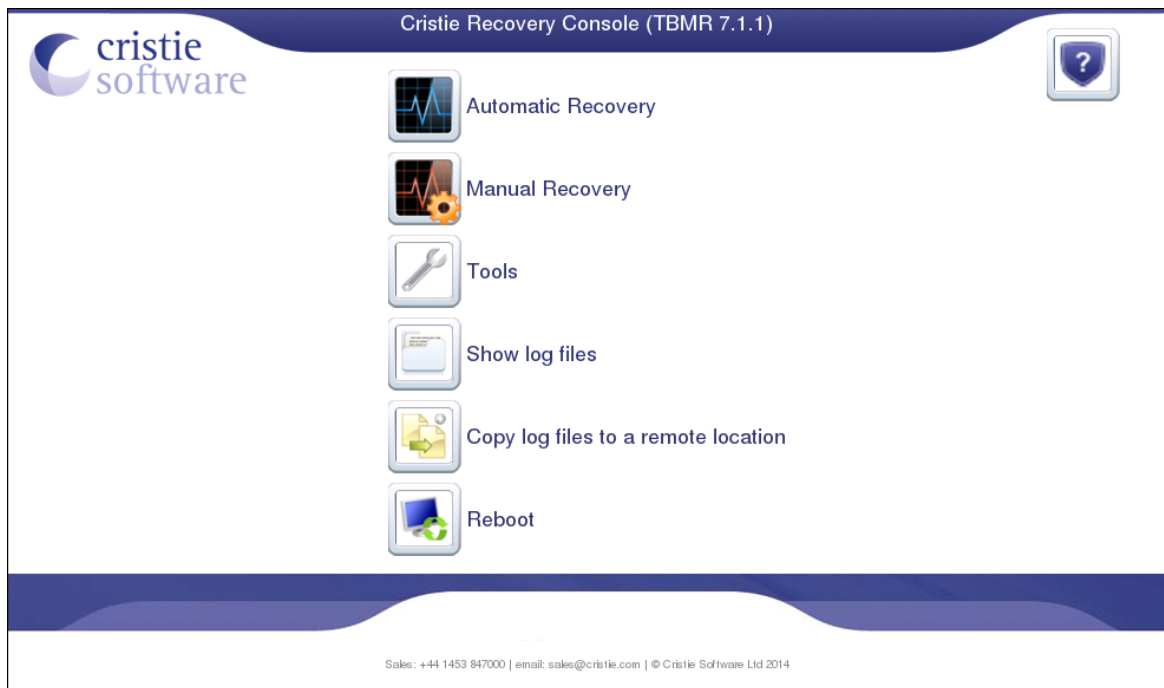 Cristie Recovery Console (TBMR 7.1.1)
cristie
software
?
Automatic Recovery
Manual Recovery
Tools
Show log files
Copy log files to a remote location
Reboot
Sales: +44 1453 847000 | email: sales@cristie.com | © Cristie Software Ltd 2014